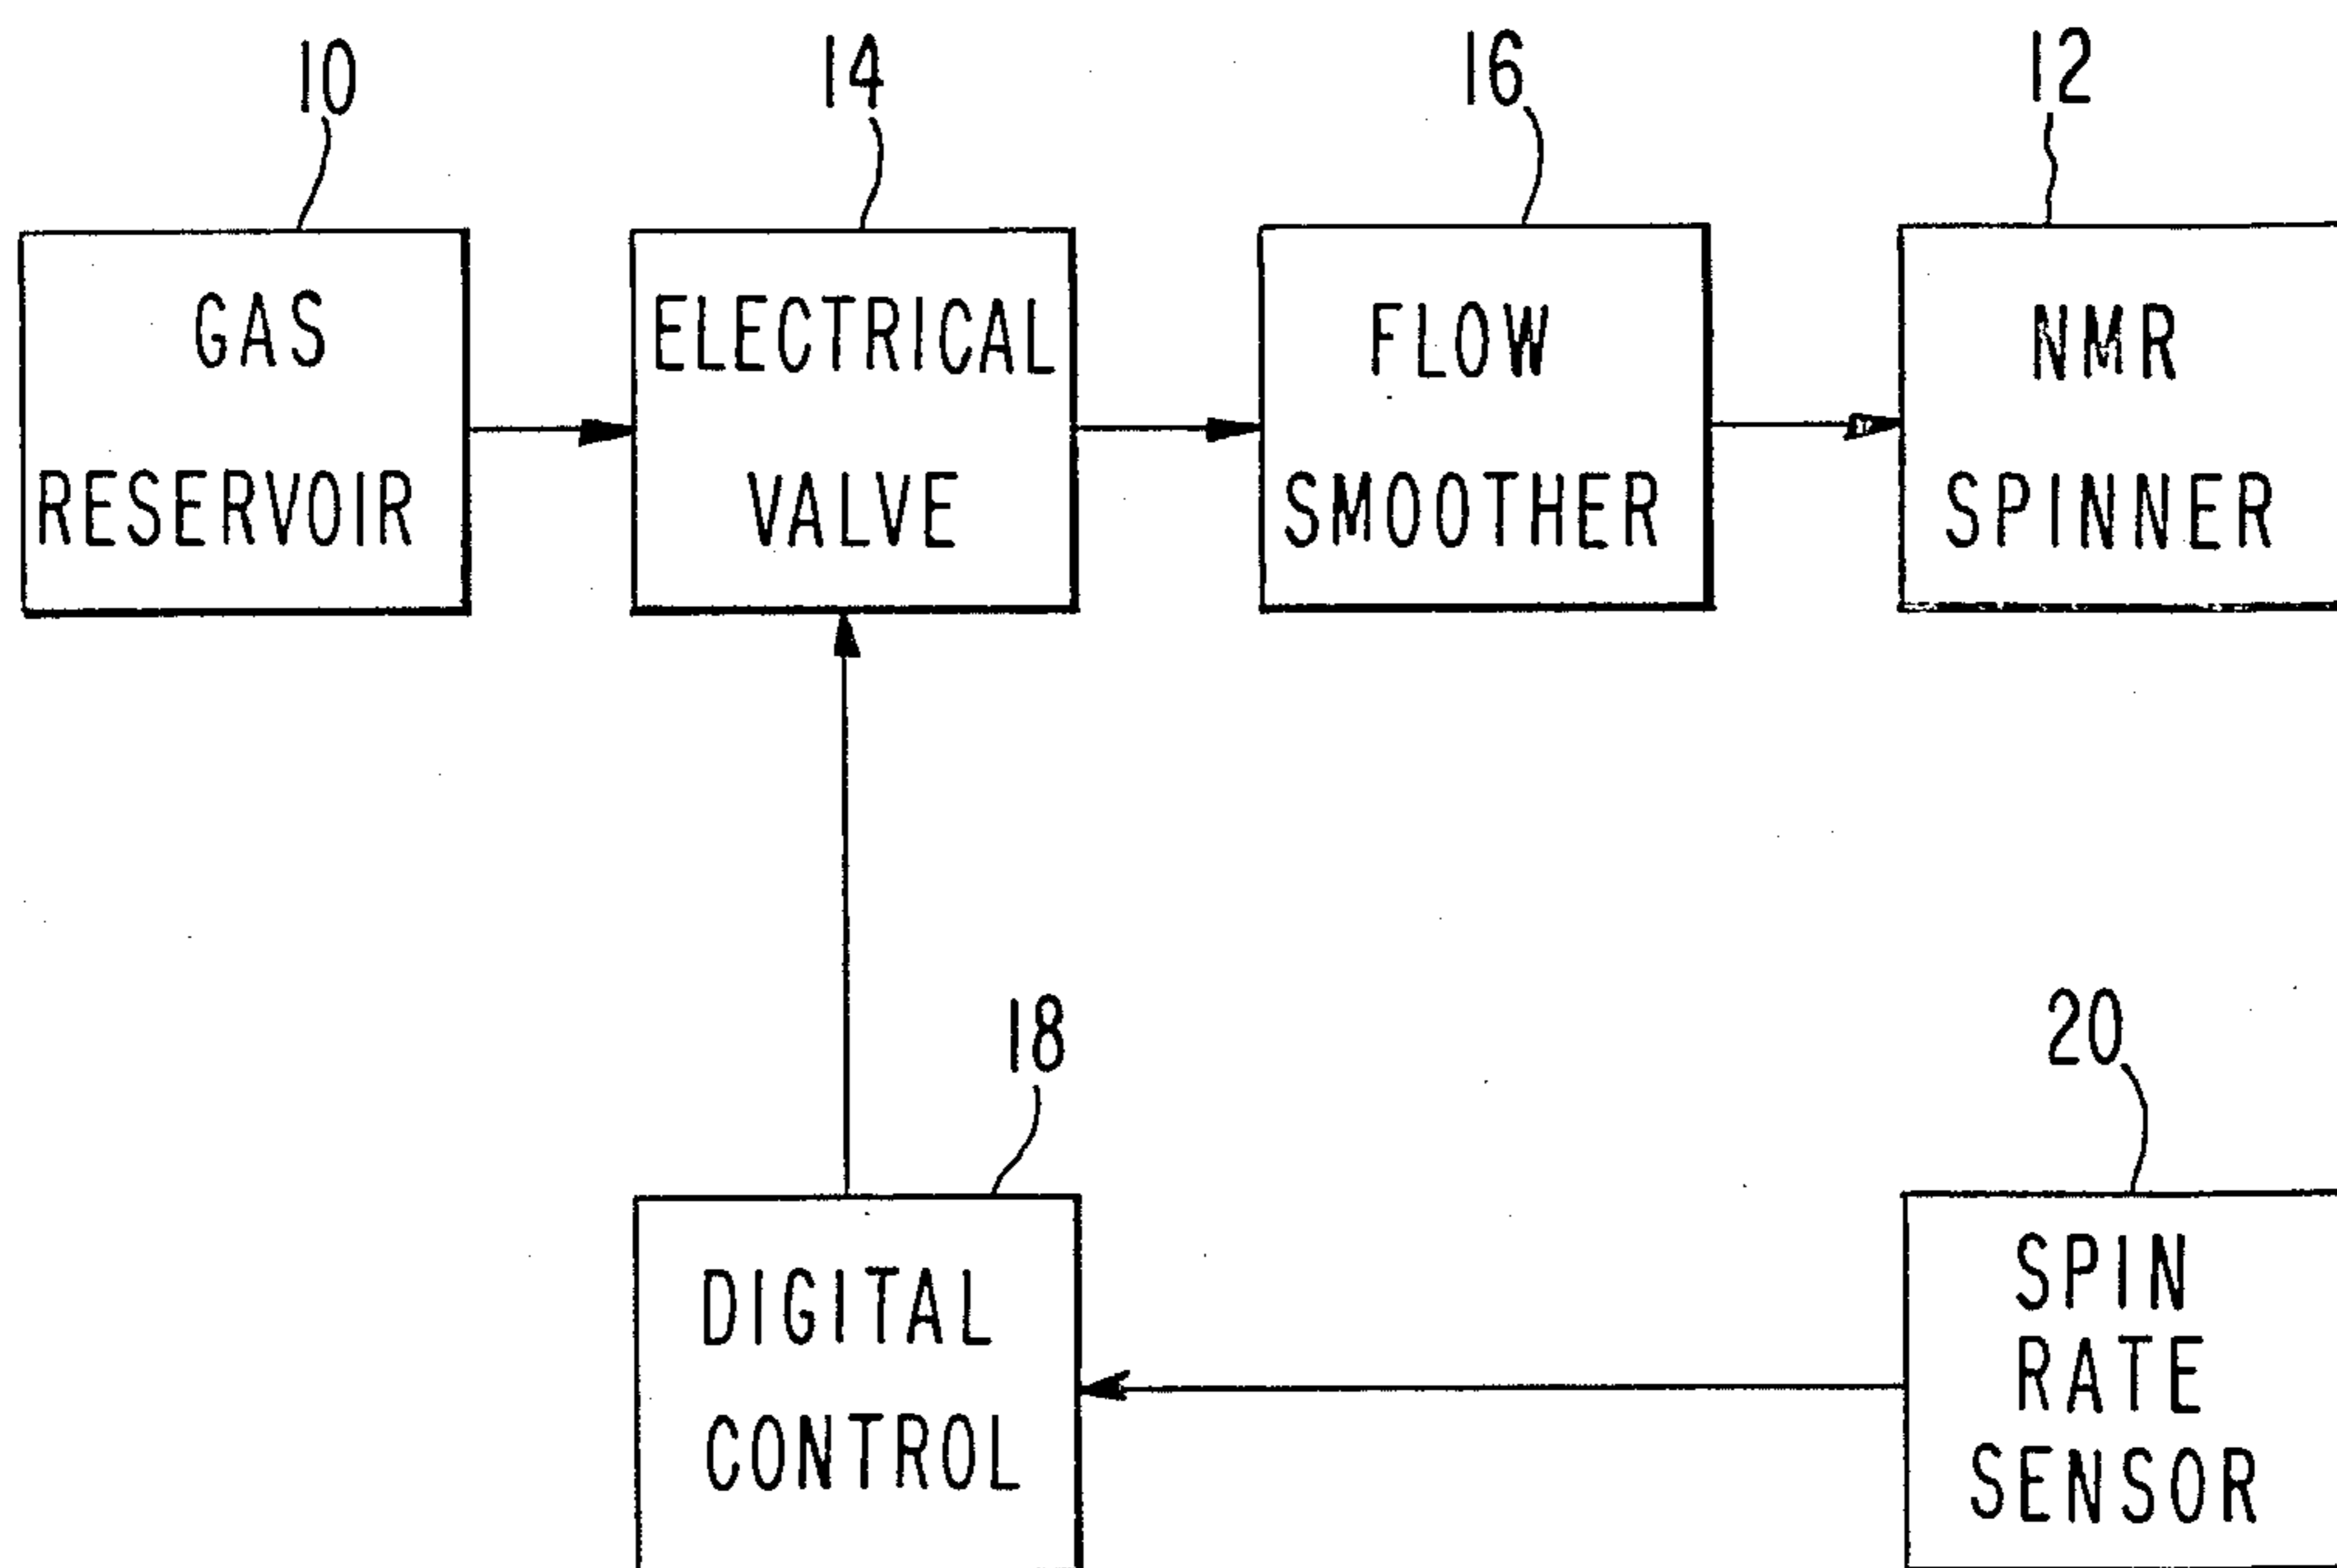 10
14
16
12
GAS
RESERVOIR
ELECTRICAL
VALVE
FLOW
SMOOTHER
NMR
SPINNER
18
20
DIGITAL
CONTROL
SPIN
RATE
SENSOR